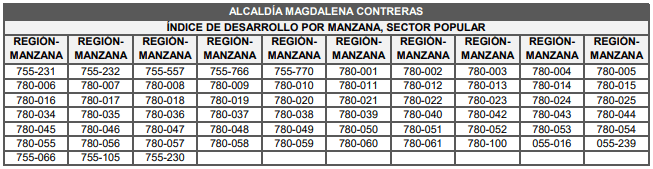 ALCALDÍA MAGDALENA CONTRERAS
ÍNDICE DE DESARROLLO POR MANZANA, SECTOR POPULAR
REGIÓN-MANZANA REGIÓN-MANZANA REGIÓN-MANZANA REGIÓN-MANZANA REGIÓN-MANZANA REGIÓN-MANZANA REGIÓN-MANZANA REGIÓN-MANZANA REGIÓN-MANZANA REGIÓN-MANZANA
755-231 755-232 755-557 755-766 755-770 780-001 780-002 780-003 780-004 780-005
780-006 780-007 780-008 780-009 780-010 780-011 780-012 780-013 780-014 780-015
780-016 780-017 780-018 780-019 780-020 780-021 780-022 780-023 780-024 780-025
780-034 780-035 780-036 780-037 780-038 780-039 780-040 780-042 780-043 780-044
780-045 780-046 780-047 780-048 780-049 780-050 780-051 780-052 780-053 780-054
780-055 780-056 780-057 780-058 780-059 780-060 780-061 780-100 055-016 055-239
755-066 755-105 755-230